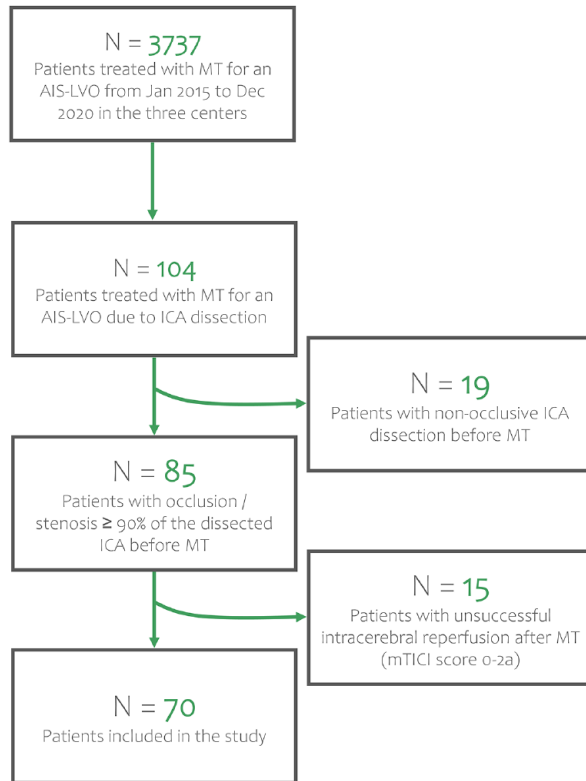 N = 3737
Patients treated with MT for an
AIS-LVO from Jan 2015 to Dec
2020 in the three centers
N = 104
Patients treated with MT for an
AIS-LVO due to ICA dissection
N = 19
Patients with non-occlusive ICA
dissection before MT
N = 85
Patients with occlusion /
stenosis ≥ 90% of the dissected
ICA before MT
N = 15
Patients with unsuccessful
intracerebral reperfusion after MT
(mTICI score 0-2a)
N = 70
Patients included in the study